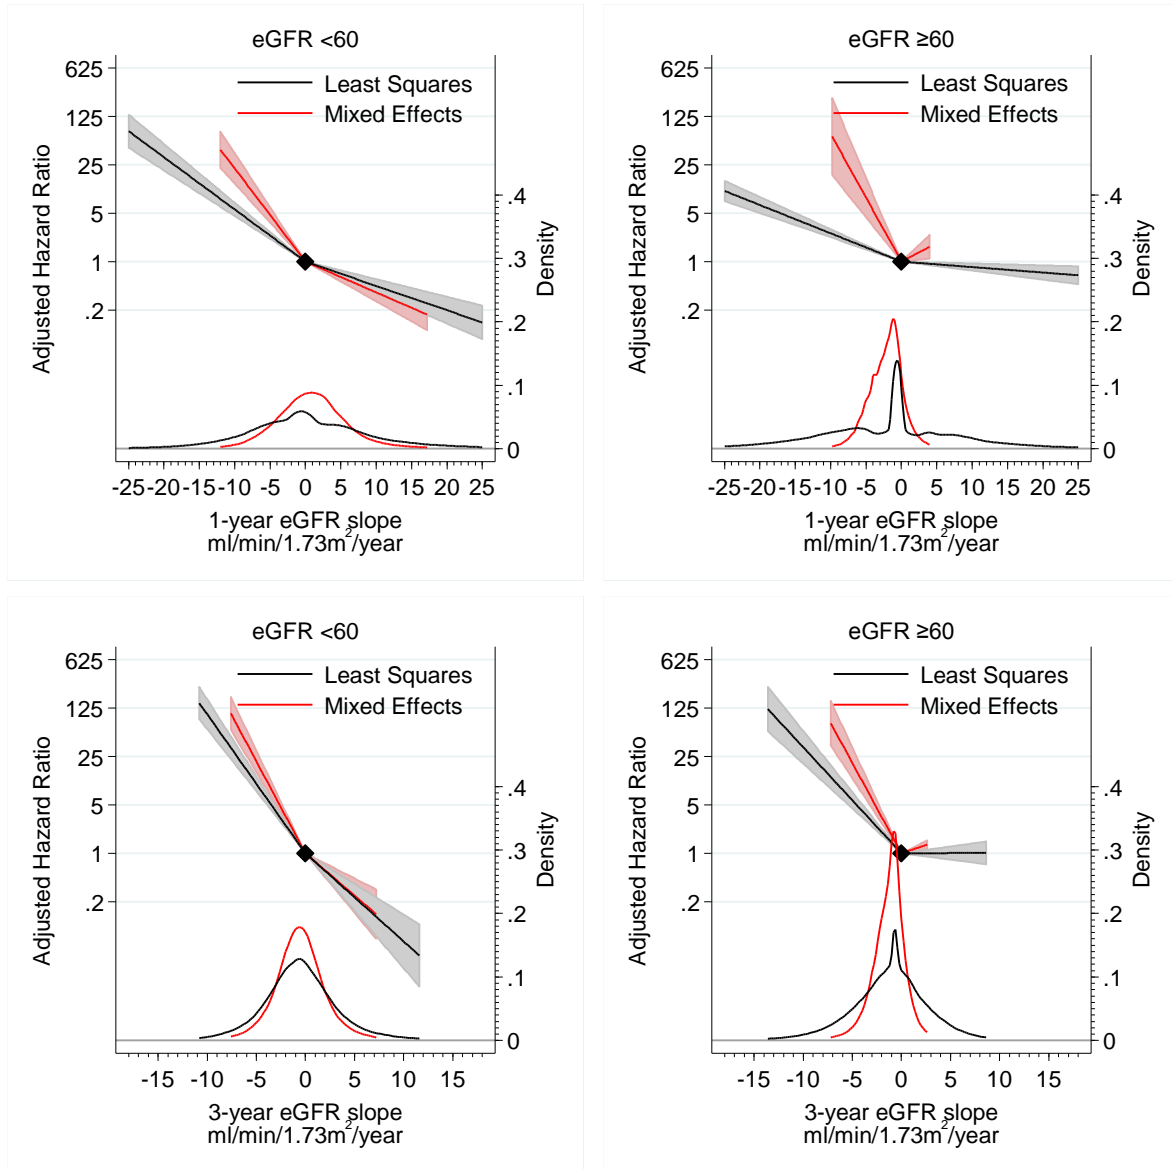 eGFR <60
Least Squares
Mixed Effects
625
125
25
5
1
.2
Adjusted Hazard Ratio
.4
.3
.2
.1
0
Density
-25 -20 -15 -10 -5 0 5 10 15 20 25
1-year eGFR slope
ml/min/1.73m²/year
eGFR ≥60
Least Squares
Mixed Effects
625
125
25
5
1
.2
Adjusted Hazard Ratio
.4
.3
.2
.1
0
Density
-25 -20 -15 -10 -5 0 5 10 15 20 25
1-year eGFR slope
ml/min/1.73m²/year
eGFR <60
Least Squares
Mixed Effects
625
125
25
5
1
.2
Adjusted Hazard Ratio
.4
.3
.2
.1
0
Density
-15 -10 -5 0 5 10 15
3-year eGFR slope
ml/min/1.73m²/year
eGFR ≥60
Least Squares
Mixed Effects
625
125
25
5
1
.2
Adjusted Hazard Ratio
.4
.3
.2
.1
0
Density
-15 -10 -5 0 5 10 15
3-year eGFR slope
ml/min/1.73m²/year